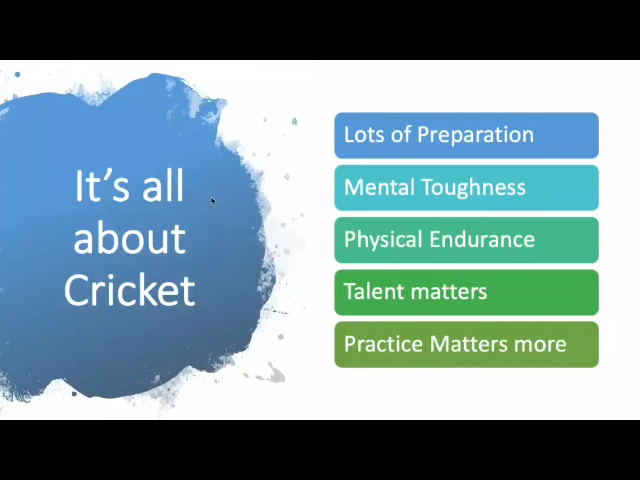 It's all
about
Cricket
Lots of Preparation
Mental Toughness
Physical Endurance
Talent matters
Practice Matters more